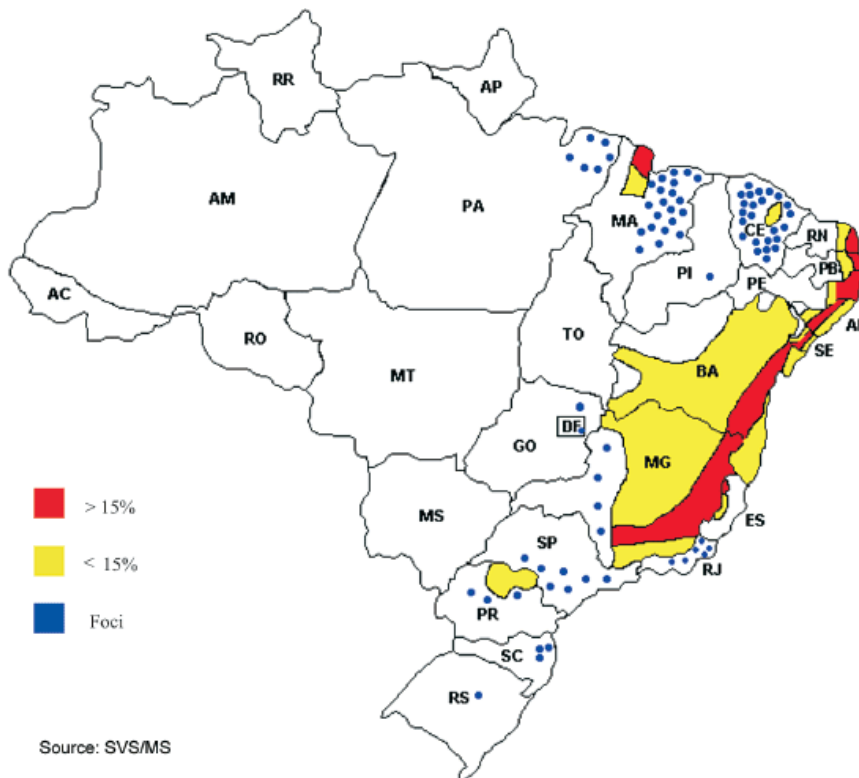 RR
AP
AM
PA
MA
CE
RN
PB
PI
PE
AC
AL
RO
TO
SE
MT
BA
DF
GO
MG
MS
ES
SP
RJ
PR
SC
RS
> 15%
< 15%
Foci
Source: SVS/MS